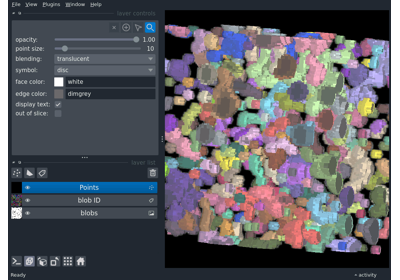 File View Plugins Window Help
layer controls
opacity: 1.00
point size: 10
blending: translucent
symbol: disc
face color: white
edge color: dimgrey
display text:
out of slice:
layer list
Points
blob ID
blobs
Ready
activity